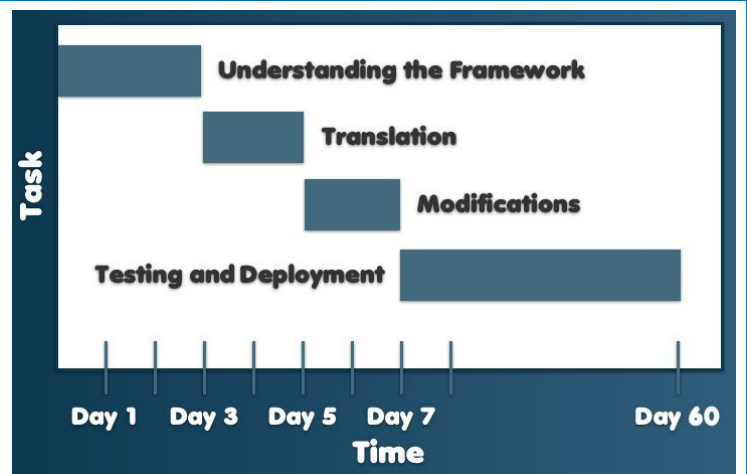 Understanding the Framework
Translation
Modifications
Testing and Deployment
Task
Day 1 Day 3 Day 5 Day 7 Day 60
Time